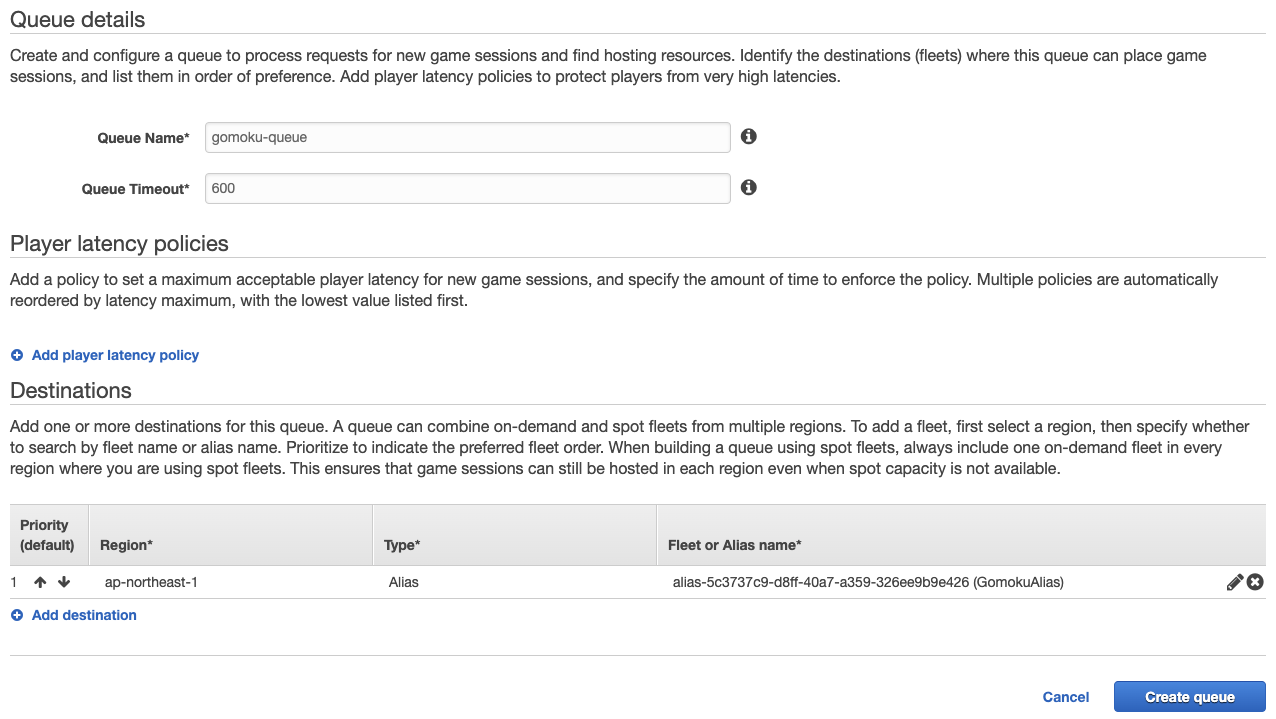 Queue details
Create and configure a queue to process requests for new game sessions and find hosting resources. Identify the destinations (fleets) where this queue can place game
sessions, and list them in order of preference. Add player latency policies to protect players from very high latencies.
Queue Name* gomoku-queue
Queue Timeout* 600
Player latency policies
Add a policy to set a maximum acceptable player latency for new game sessions, and specify the amount of time to enforce the policy. Multiple policies are automatically
reordered by latency maximum, with the lowest value listed first.
Add player latency policy
Destinations
Add one or more destinations for this queue. A queue can combine on-demand and spot fleets from multiple regions. To add a fleet, first select a region, then specify whether
to search by fleet name or alias name. Prioritize to indicate the preferred fleet order. When building a queue using spot fleets, always include one on-demand fleet in every
region where you are using spot fleets. This ensures that game sessions can still be hosted in each region even when spot capacity is not available.
Priority
(default) Region* Type* Fleet or Alias name*
1 ap-northeast-1 Alias alias-5c3737c9-d8ff-40a7-a359-326ee9b9e426 (GomokuAlias)
Add destination
Cancel Create queue